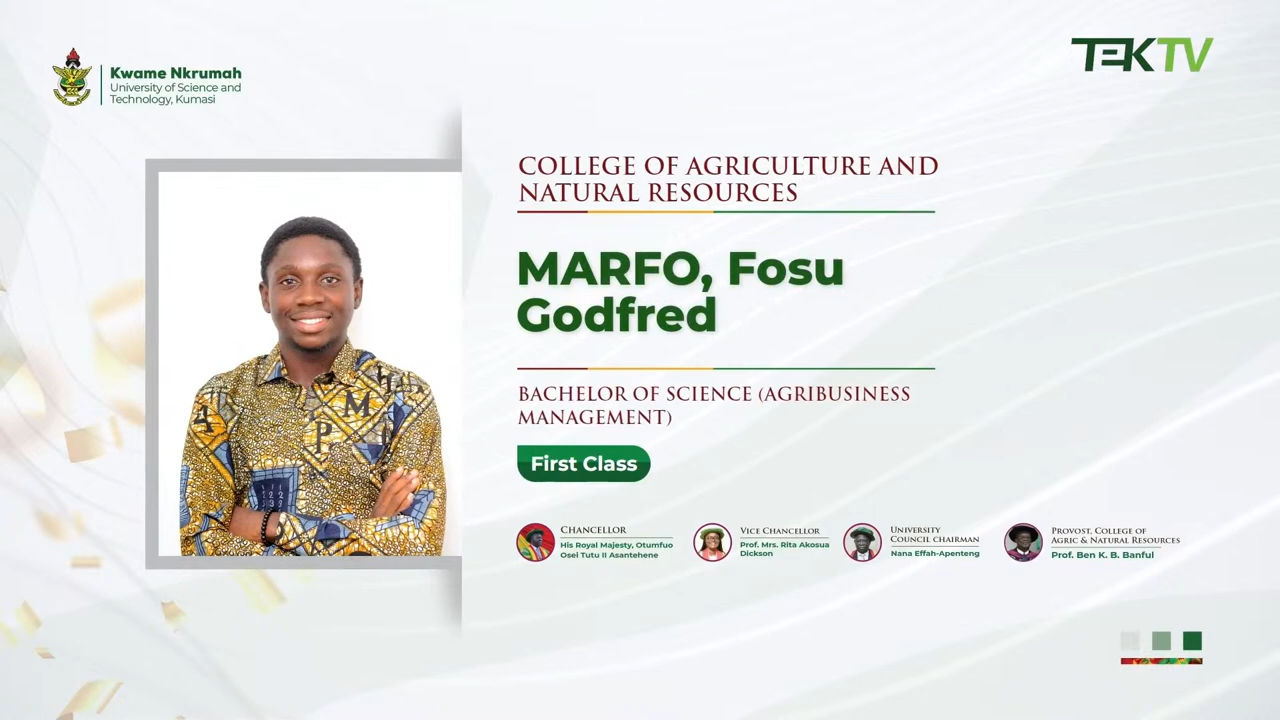 Kwame Nkrumah
University of Science and
Technology, Kumasi
TEKTV
COLLEGE OF AGRICULTURE AND
NATURAL RESOURCES
MARFO, Fosu
Godfred
BACHELOR OF SCIENCE (AGRIBUSINESS
MANAGEMENT)
First Class
CHANCELLOR
His Royal Majesty, Otumfuo
Osei Tutu II Asantehene
VICE CHANCELLOR
Prof. Mrs. Rita Akosua
Dickson
UNIVERSITY
COUNCIL CHAIRMAN
Nana Effah-Apenteng
PROVOST, COLLEGE OF
AGRIC & NATURAL RESOURCES
Prof. Ben K. B. Banful